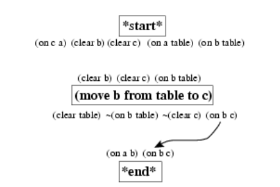 *start*
(on c a) (clear b) (clear c) (on a table) (on b table)
(clear b) (clear c) (on b table)
(move b from table to c)
(clear table) ~(on b table) ~(clear c) (on b c)
(on a b) (on b c)
*end*